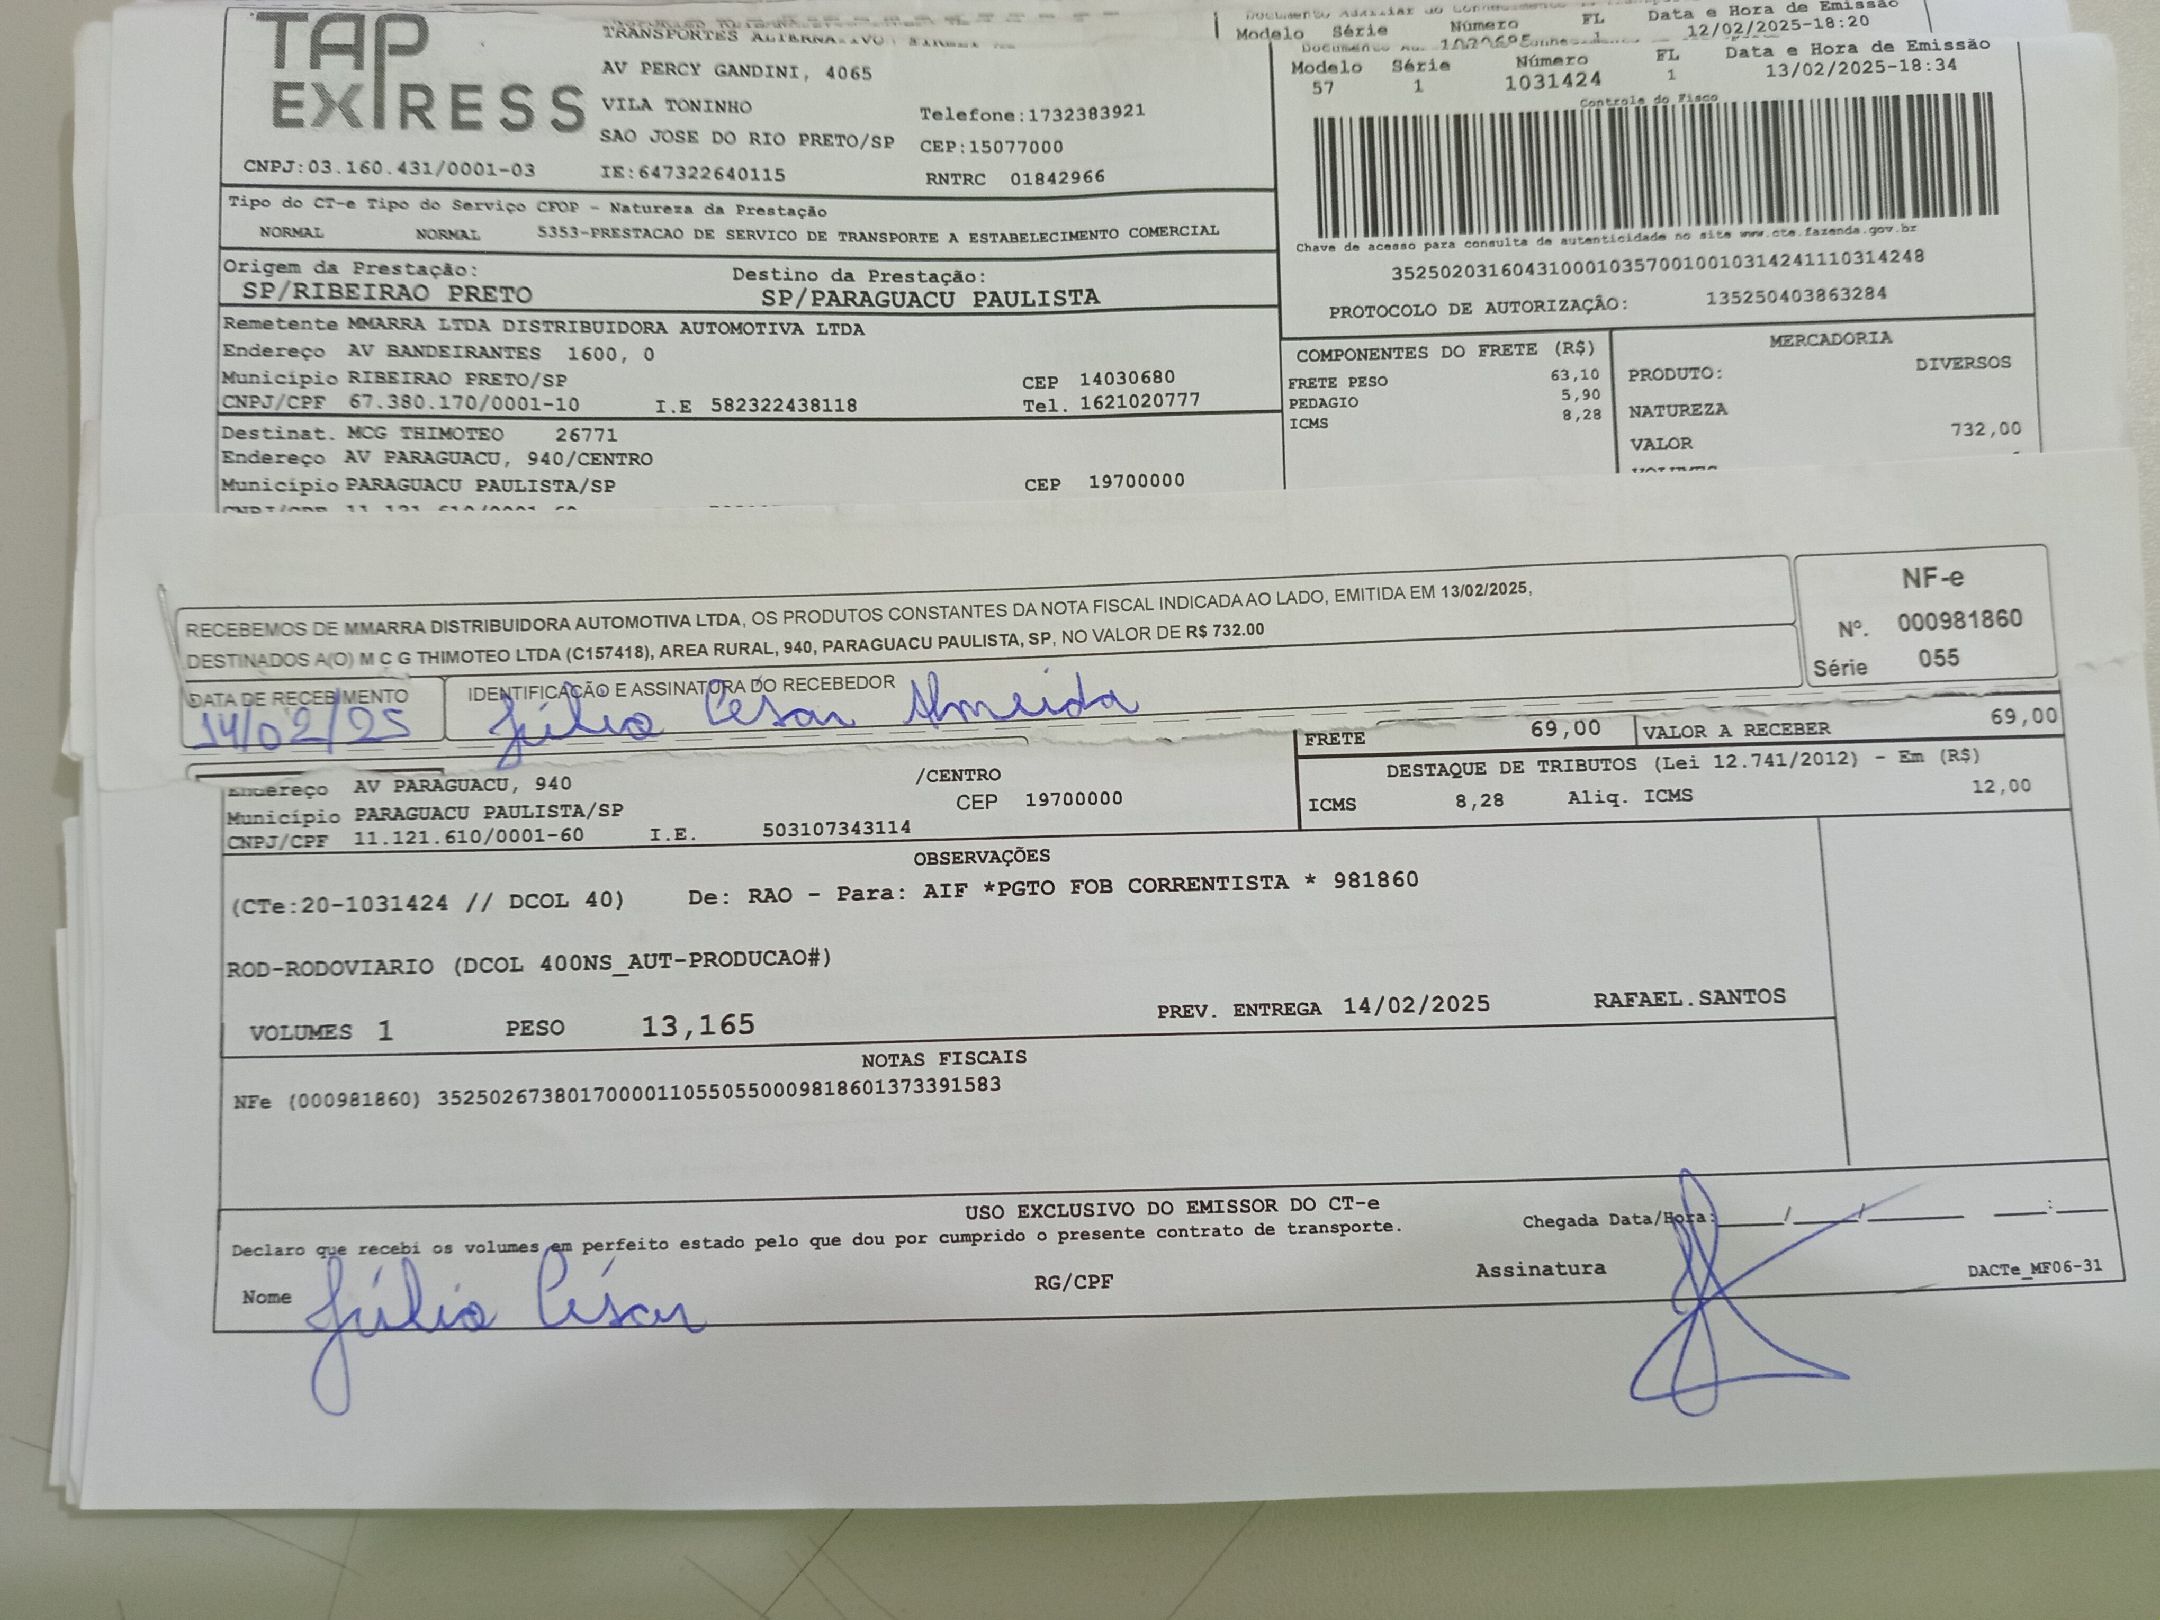 TAP
EXPRESS
TRANSPORTES
AV PERCY GANDINI, 4065
VILA TONINHO
Telefone:1732383921
SAO JOSE DO RIO PRETO/SP CEP:15077000
CNPJ:03.160.431/0001-03 IE:647322640115 RNTRC 01842966
Modelo Série Número FL Data e Hora de Emissão
1 12/02/2025-18:20
Modelo Série Número FL Data e Hora de Emissão
57 1 1031424 1 13/02/2025-18:34
Controle do Fisco
Chave de acesso para consulta de autenticidade no site www.cte.fazenda.gov.br
35250203160431000103570010010314241110314248
PROTOCOLO DE AUTORIZAÇÃO: 135250403863284
Tipo do CT-e Tipo do Serviço CFOP - Natureza da Prestação
NORMAL NORMAL 5353-PRESTACAO DE SERVICO DE TRANSPORTE A ESTABELECIMENTO COMERCIAL
Origem da Prestação: Destino da Prestação:
SP/RIBEIRAO PRETO SP/PARAGUACU PAULISTA
Remetente MMARRA LTDA DISTRIBUIDORA AUTOMOTIVA LTDA
Endereço AV BANDEIRANTES 1600, 0
Município RIBEIRAO PRETO/SP CEP 14030680
CNPJ/CPF 67.380.170/0001-10 I.E 582322438118 Tel. 1621020777
Destinat. MCG THIMOTEO 26771
Endereço AV PARAGUACU, 940/CENTRO
Município PARAGUACU PAULISTA/SP CEP 19700000
COMPONENTES DO FRETE (R$)
FRETE PESO 63,10
PEDAGIO 5,90
ICMS 8,28
MERCADORIA
PRODUTO: DIVERSOS
NATUREZA
VALOR 732,00
RECEBEMOS DE MMARRA DISTRIBUIDORA AUTOMOTIVA LTDA, OS PRODUTOS CONSTANTES DA NOTA FISCAL INDICADA AO LADO, EMITIDA EM 13/02/2025,
DESTINADOS A(O) M C G THIMOTEO LTDA (C157418), AREA RURAL, 940, PARAGUACU PAULISTA, SP, NO VALOR DE R$ 732.00
NF-e
Nº. 000981860
Série 055
DATA DE RECEBIMENTO IDENTIFICAÇÃO E ASSINATURA DO RECEBEDOR
14/02/25 Júlio César Almeida
FRETE 69,00 VALOR A RECEBER 69,00
DESTAQUE DE TRIBUTOS (Lei 12.741/2012) - Em (R$)
ICMS 8,28 Aliq. ICMS 12,00
Endereço AV PARAGUACU, 940 /CENTRO
Município PARAGUACU PAULISTA/SP CEP 19700000
CNPJ/CPF 11.121.610/0001-60 I.E. 503107343114
OBSERVAÇÕES
(CTe:20-1031424 // DCOL 40) De: RAO - Para: AIF *PGTO FOB CORRENTISTA * 981860
ROD-RODOVIARIO (DCOL 400NS_AUT-PRODUCAO#)
VOLUMES 1 PESO 13,165 PREV. ENTREGA 14/02/2025 RAFAEL.SANTOS
NOTAS FISCAIS
NFe (000981860) 35250267380170000110550550009818601373391583
USO EXCLUSIVO DO EMISSOR DO CT-e
Declaro que recebi os volumes em perfeito estado pelo que dou por cumprido o presente contrato de transporte.
Chegada Data/Hora:____/____/______ ____:____
Nome Júlio César RG/CPF Assinatura
DACTe_MF06-31